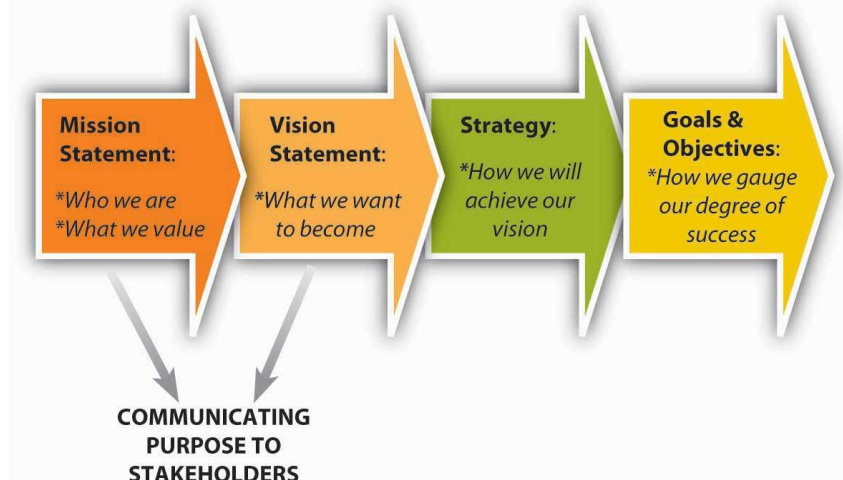 Mission
Statement:
*Who we are
*What we value
Vision
Statement:
*What we want
to become
Strategy:
*How we will
achieve our
vision
Goals &
Objectives:
*How we gauge
our degree of
success
COMMUNICATING
PURPOSE TO
STAKEHOLDERS